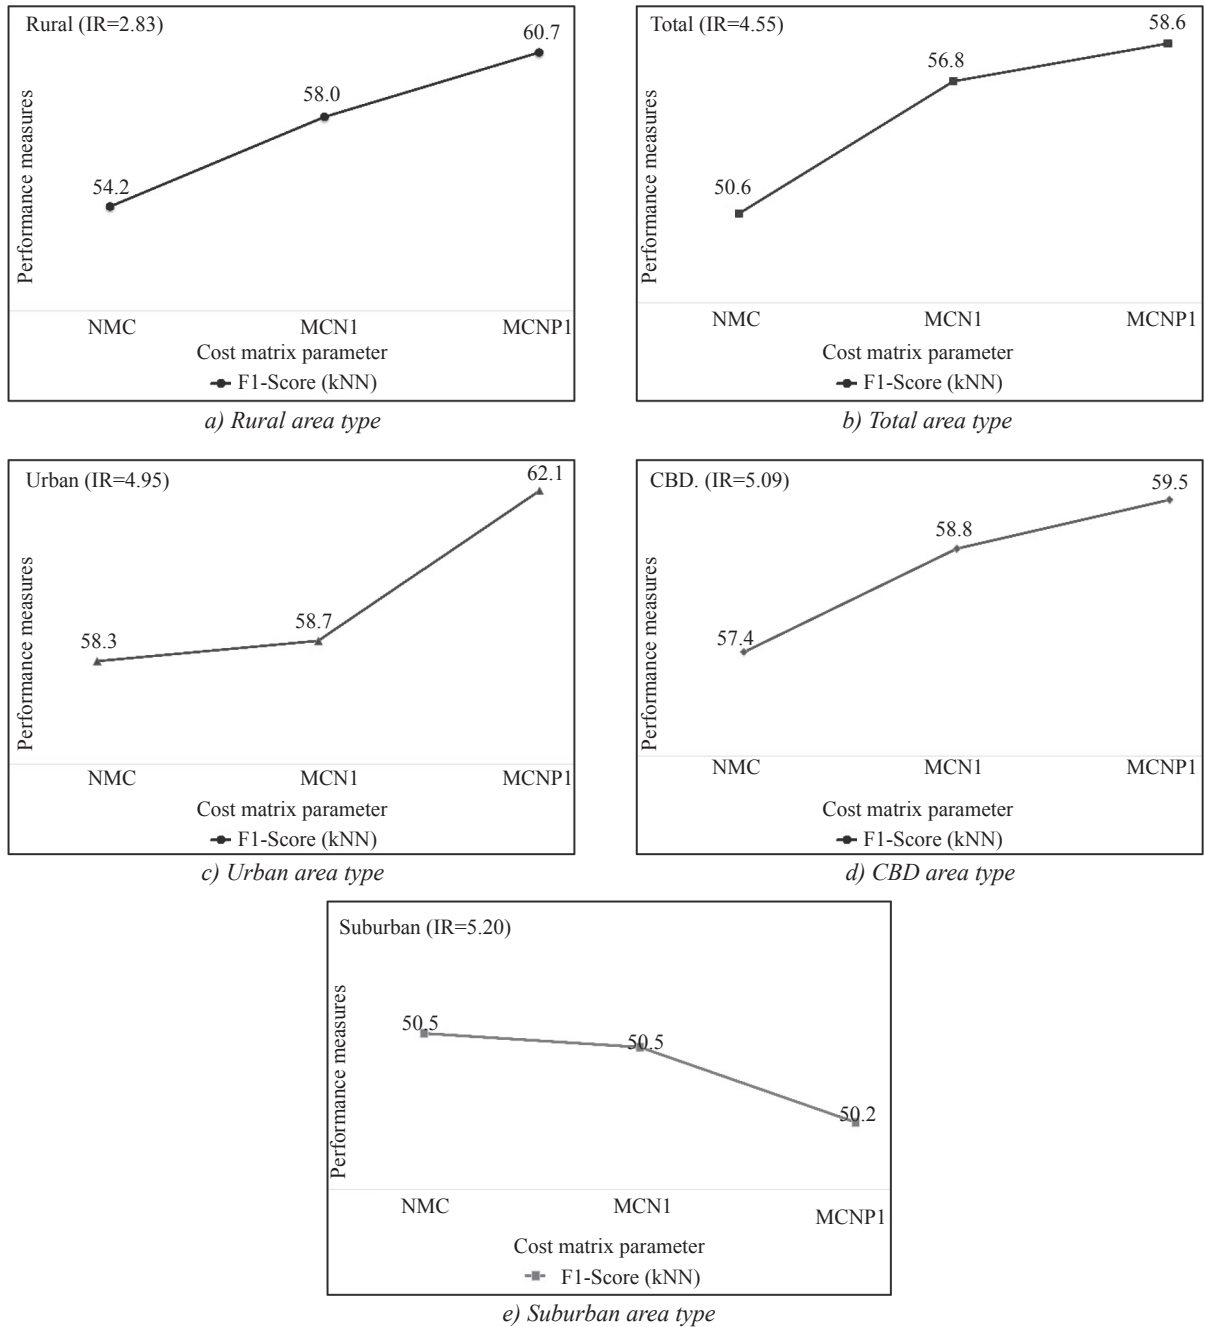 Rural (IR=2.83)
60.7
58.0
54.2
Performance measures
NMC MCN1 MCNP1
Cost matrix parameter
F1-Score (kNN)
a) Rural area type
Total (IR=4.55)
58.6
56.8
50.6
Performance measures
NMC MCN1 MCNP1
Cost matrix parameter
F1-Score (kNN)
b) Total area type
Urban (IR=4.95)
62.1
58.7
58.3
Performance measures
NMC MCN1 MCNP1
Cost matrix parameter
F1-Score (kNN)
c) Urban area type
CBD. (IR=5.09)
59.5
58.8
57.4
Performance measures
NMC MCN1 MCNP1
Cost matrix parameter
F1-Score (kNN)
d) CBD area type
Suburban (IR=5.20)
50.5
50.5
50.2
Performance measures
NMC MCN1 MCNP1
Cost matrix parameter
F1-Score (kNN)
e) Suburban area type